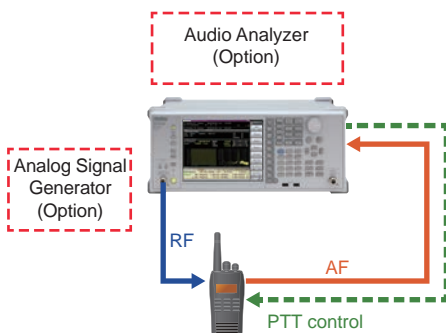 Audio Analyzer
(Option)
Analog Signal
Generator
(Option)
RF
AF
PTT control